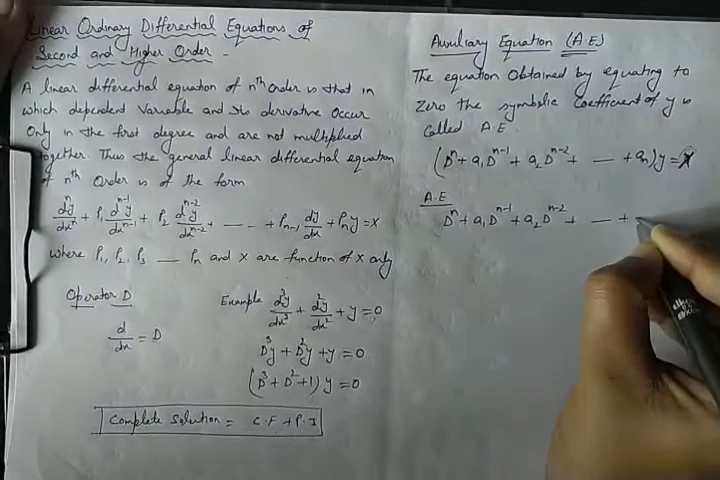 Linear Ordinary Differential Equations of
Second and Higher Order -
A linear differential equation of nth Order is that in
which dependent variable and its derivative occur
Only in the first degree and are not multiplied
together. Thus the general linear differential equation
of nth Order is of the form
dⁿy/dxⁿ + P₁ dⁿ⁻¹y/dxⁿ⁻¹ + P₂ dⁿ⁻²y/dxⁿ⁻² + — - - + Pₙ₋₁ dy/dx + Pₙy = X
where P₁, P₂, P₃ — Pₙ and X are function of X only
Operator D
d/dx = D
Example d³y/dx³ + d²y/dx² + y = 0
D³y + D²y + y = 0
(D³ + D² + 1) y = 0
Complete Solution = C.F + P.I
Auxuliary Equation (A.E)
The equation Obtained by equating to
Zero the symbolic Coefficient of y is
Called A.E.
(Dⁿ + a₁Dⁿ⁻¹ + a₂Dⁿ⁻² + — + aₙ)y = X
A.E
Dⁿ + a₁Dⁿ⁻¹ + a₂Dⁿ⁻² + — +